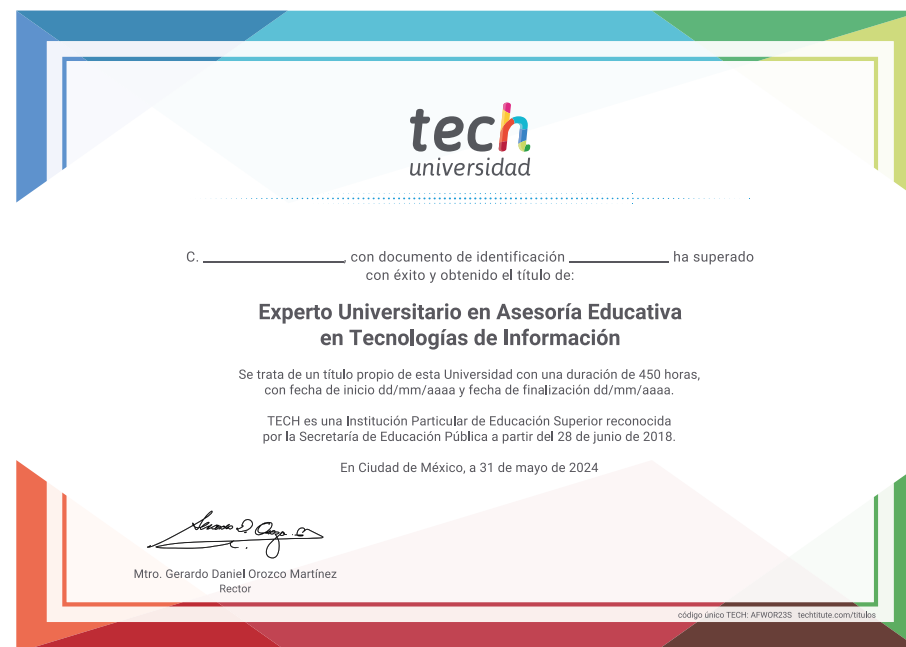 tech
universidad
C. ____________, con documento de identificación ____________ ha superado
con éxito y obtenido el título de:
Experto Universitario en Asesoría Educativa
en Tecnologías de Información
Se trata de un título propio de esta Universidad con una duración de 450 horas,
con fecha de inicio dd/mm/aaaa y fecha de finalización dd/mm/aaaa.
TECH es una Institución Particular de Educación Superior reconocida
por la Secretaría de Educación Pública a partir del 28 de junio de 2018.
En Ciudad de México, a 31 de mayo de 2024
Mtro. Gerardo Daniel Orozco Martínez
Rector
código único TECH: AFWOR23S techtitute.com/titulos